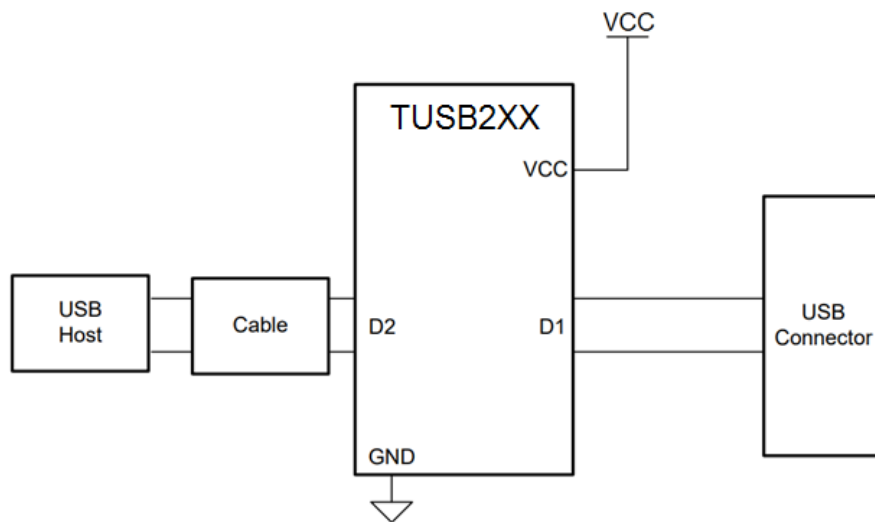 VCC
TUSB2XX
VCC
USB
Host
Cable
D2
D1
USB
Connector
GND